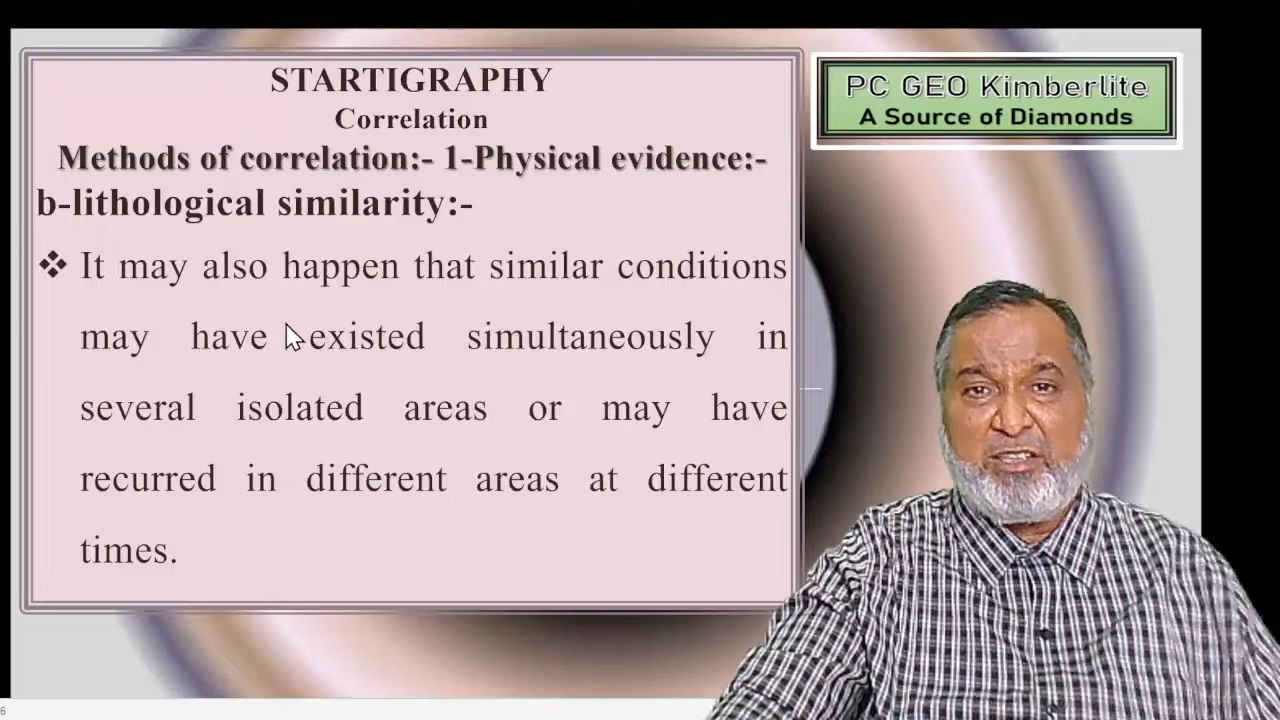 STARTIGRAPHY
Correlation
Methods of correlation:- 1-Physical evidence:-
b-lithological similarity:-
❖ It may also happen that similar conditions
may have existed simultaneously in
several isolated areas or may have
recurred in different areas at different
times.
PC GEO Kimberlite
A Source of Diamonds
6